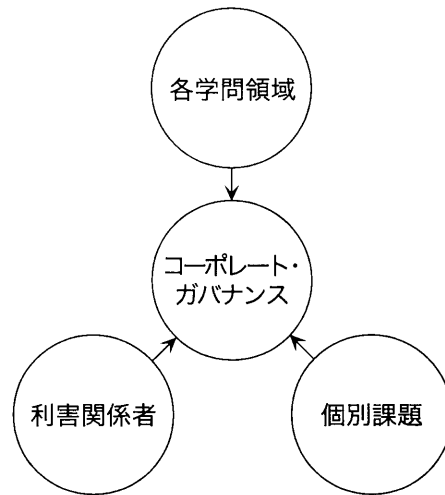 各学問領域
コーポレート・
ガバナンス
利害関係者
個別課題